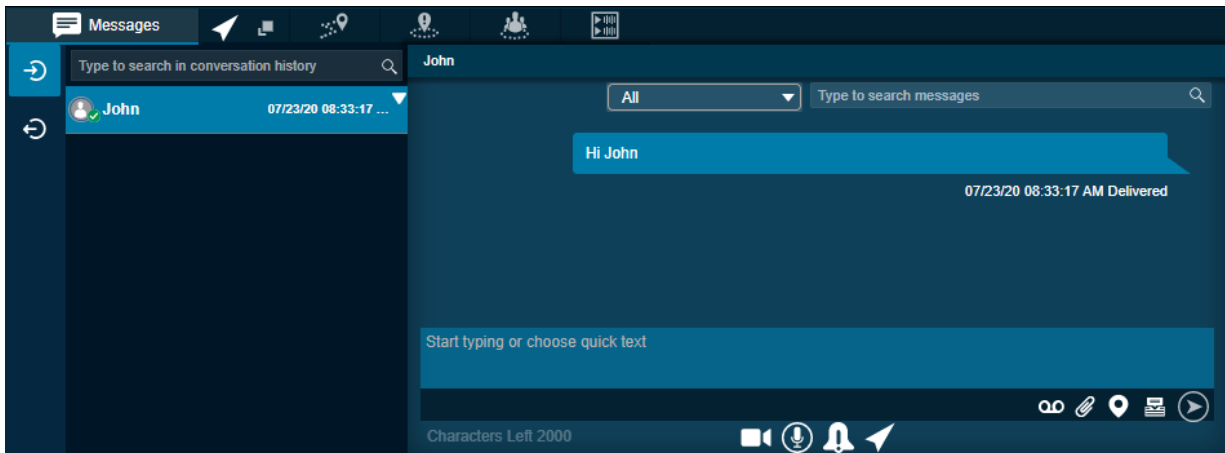 Messages
Type to search in conversation history
John
07/23/20 08:33:17 ...
John
All
Type to search messages
Hi John
07/23/20 08:33:17 AM Delivered
Start typing or choose quick text
Characters Left 2000